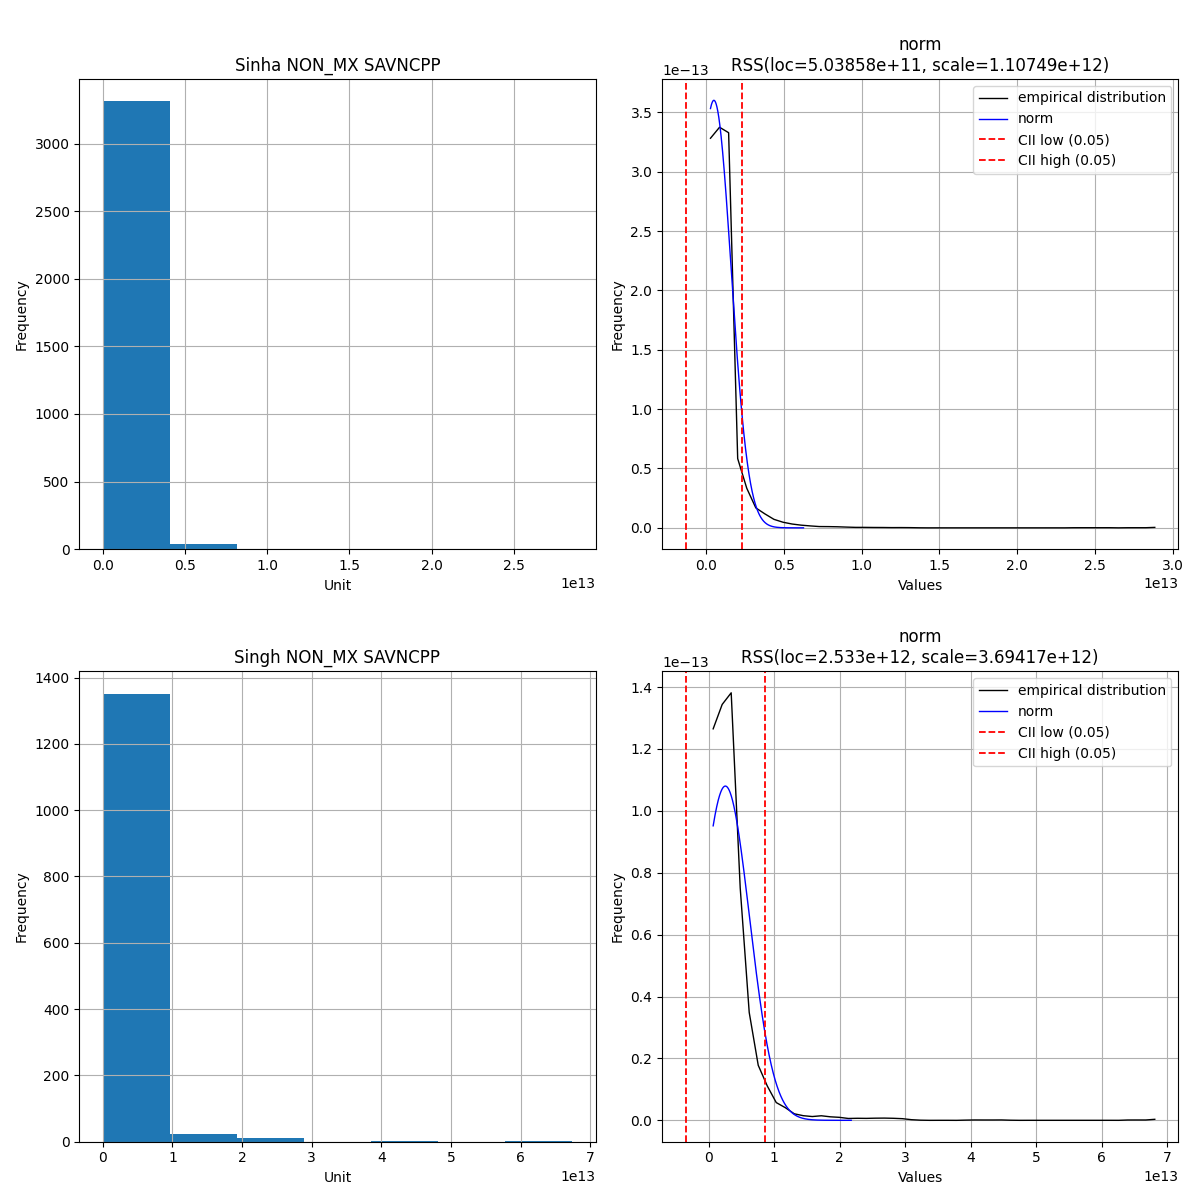 Sinha NON_MX SAVNCPP
Frequency
3000
2500
2000
1500
1000
500
0
0.0 0.5 1.0 1.5 2.0 2.5
1e13
Unit
norm
RSS(loc=5.03858e+11, scale=1.10749e+12)
1e−13
Frequency
3.5
3.0
2.5
2.0
1.5
1.0
0.5
0.0
empirical distribution
norm
CII low (0.05)
CII high (0.05)
0.0 0.5 1.0 1.5 2.0 2.5 3.0
1e13
Values
Singh NON_MX SAVNCPP
Frequency
1400
1200
1000
800
600
400
200
0
0 1 2 3 4 5 6 7
1e13
Unit
norm
RSS(loc=2.533e+12, scale=3.69417e+12)
1e−13
Frequency
1.4
1.2
1.0
0.8
0.6
0.4
0.2
0.0
empirical distribution
norm
CII low (0.05)
CII high (0.05)
0 1 2 3 4 5 6 7
1e13
Values